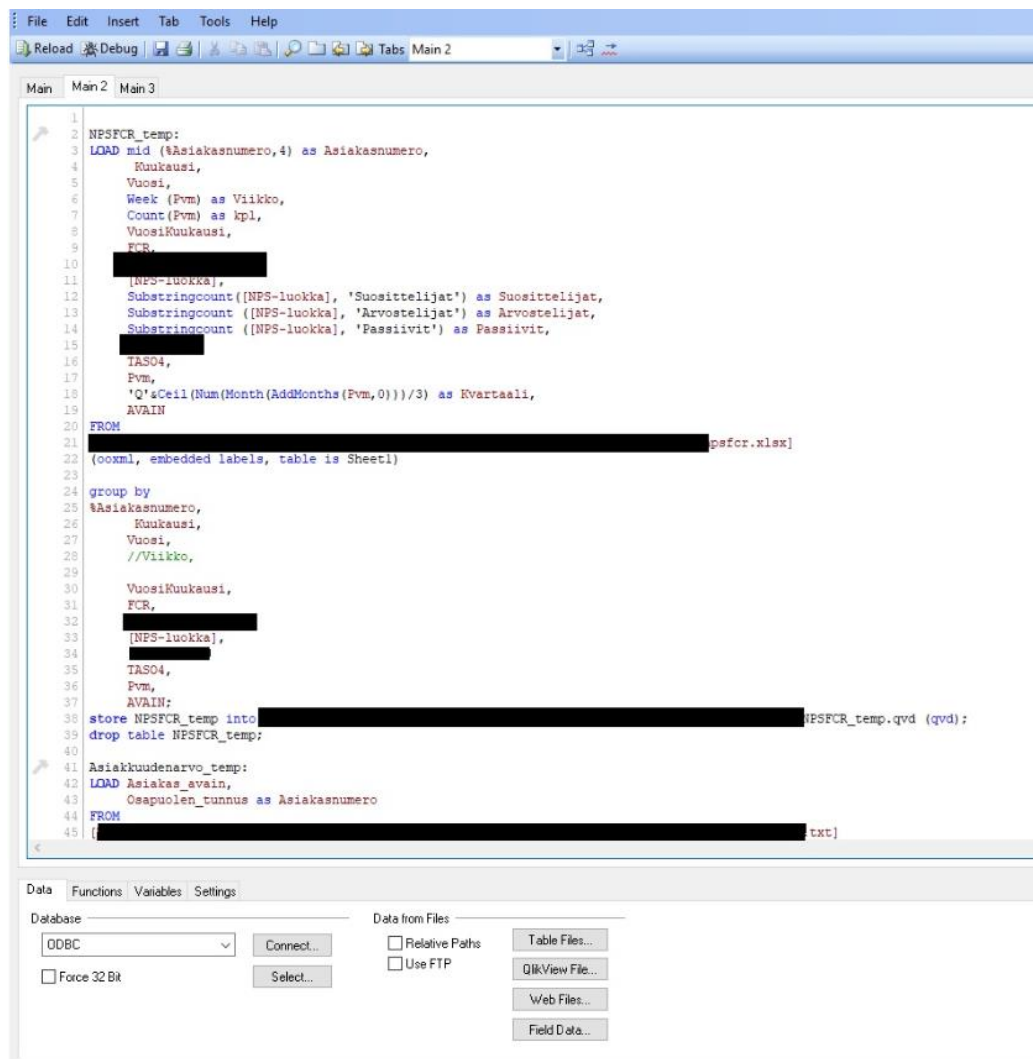 File Edit Insert Tab Tools Help
Reload Debug Tabs Main 2
Main Main 2 Main 3
1
2 NPSFCR_temp:
3 LOAD mid (%Asiakasnumero,4) as Asiakasnumero,
4 Kuukausi,
5 Vuosi,
6 Week (Pvm) as Viikko,
7 Count(Pvm) as kpl,
8 VuosiKuukausi,
9 FCR,
10
11 [NPS-luokka],
12 Substringcount([NPS-luokka], 'Suosittelijat') as Suosittelijat,
13 Substringcount ([NPS-luokka], 'Arvostelijat') as Arvostelijat,
14 Substringcount ([NPS-luokka], 'Passiivit') as Passiivit,
15
16 TASO4,
17 Pvm,
18 'Q'&Ceil(Num(Month(AddMonths(Pvm,0)))/3) as Kvartaali,
19 AVAIN
20 FROM
21 psfcr.xlsx]
22 (ooxml, embedded labels, table is Sheet1)
23
24 group by
25 %Asiakasnumero,
26 Kuukausi,
27 Vuosi,
28 //Viikko,
29
30 VuosiKuukausi,
31 FCR,
32
33 [NPS-luokka],
34
35 TASO4,
36 Pvm,
37 AVAIN;
38 store NPSFCR_temp into NPSFCR_temp.qvd (qvd);
39 drop table NPSFCR_temp;
40
41 Asiakkuudenarvo_temp:
42 LOAD Asiakas_avain,
43 Osapuolen_tunnus as Asiakasnumero
44 FROM
45 [ .txt]
Data Functions Variables Settings
Database Data from Files
ODBC Connect... Relative Paths Table Files...
Force 32 Bit Select... Use FTP QlikView File...
Web Files...
Field Data...